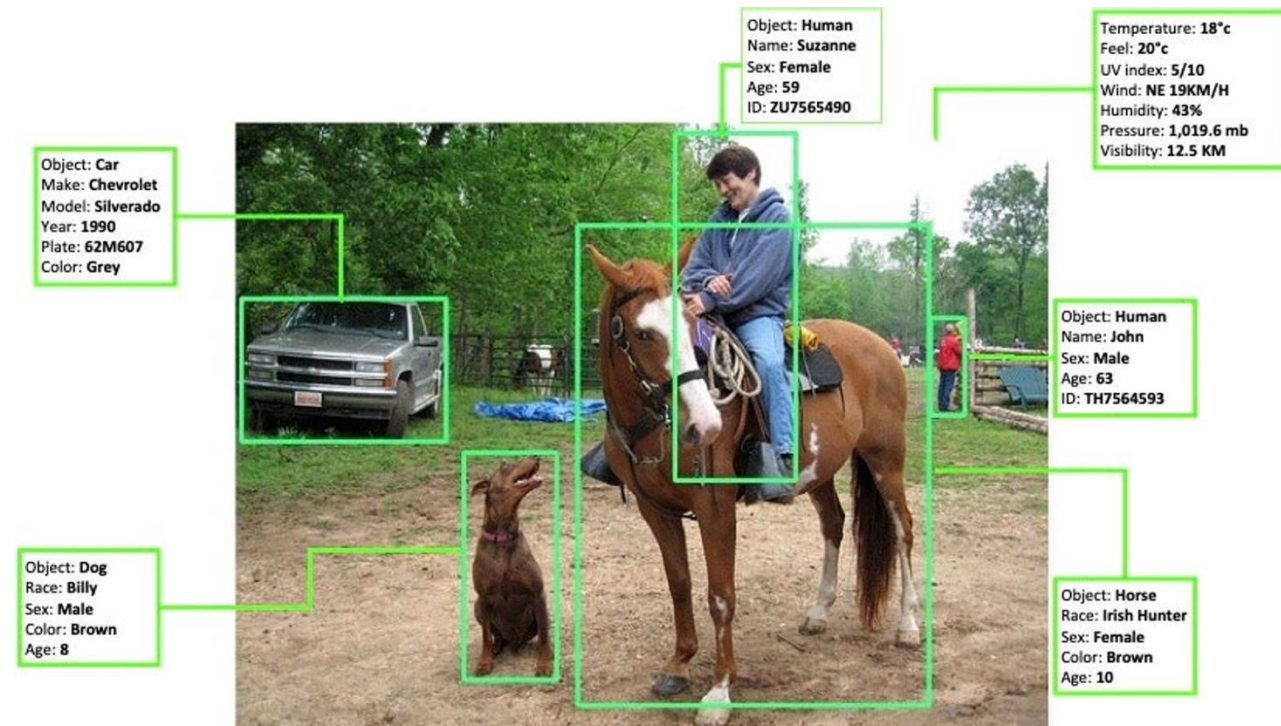 Object: Human
Name: Suzanne
Sex: Female
Age: 59
ID: ZU7565490
Temperature: 18°c
Feel: 20°c
UV index: 5/10
Wind: NE 19KM/H
Humidity: 43%
Pressure: 1,019.6 mb
Visibility: 12.5 KM
Object: Car
Make: Chevrolet
Model: Silverado
Year: 1990
Plate: 62M607
Color: Grey
Object: Human
Name: John
Sex: Male
Age: 63
ID: TH7564593
Object: Dog
Race: Billy
Sex: Male
Color: Brown
Age: 8
Object: Horse
Race: Irish Hunter
Sex: Female
Color: Brown
Age: 10